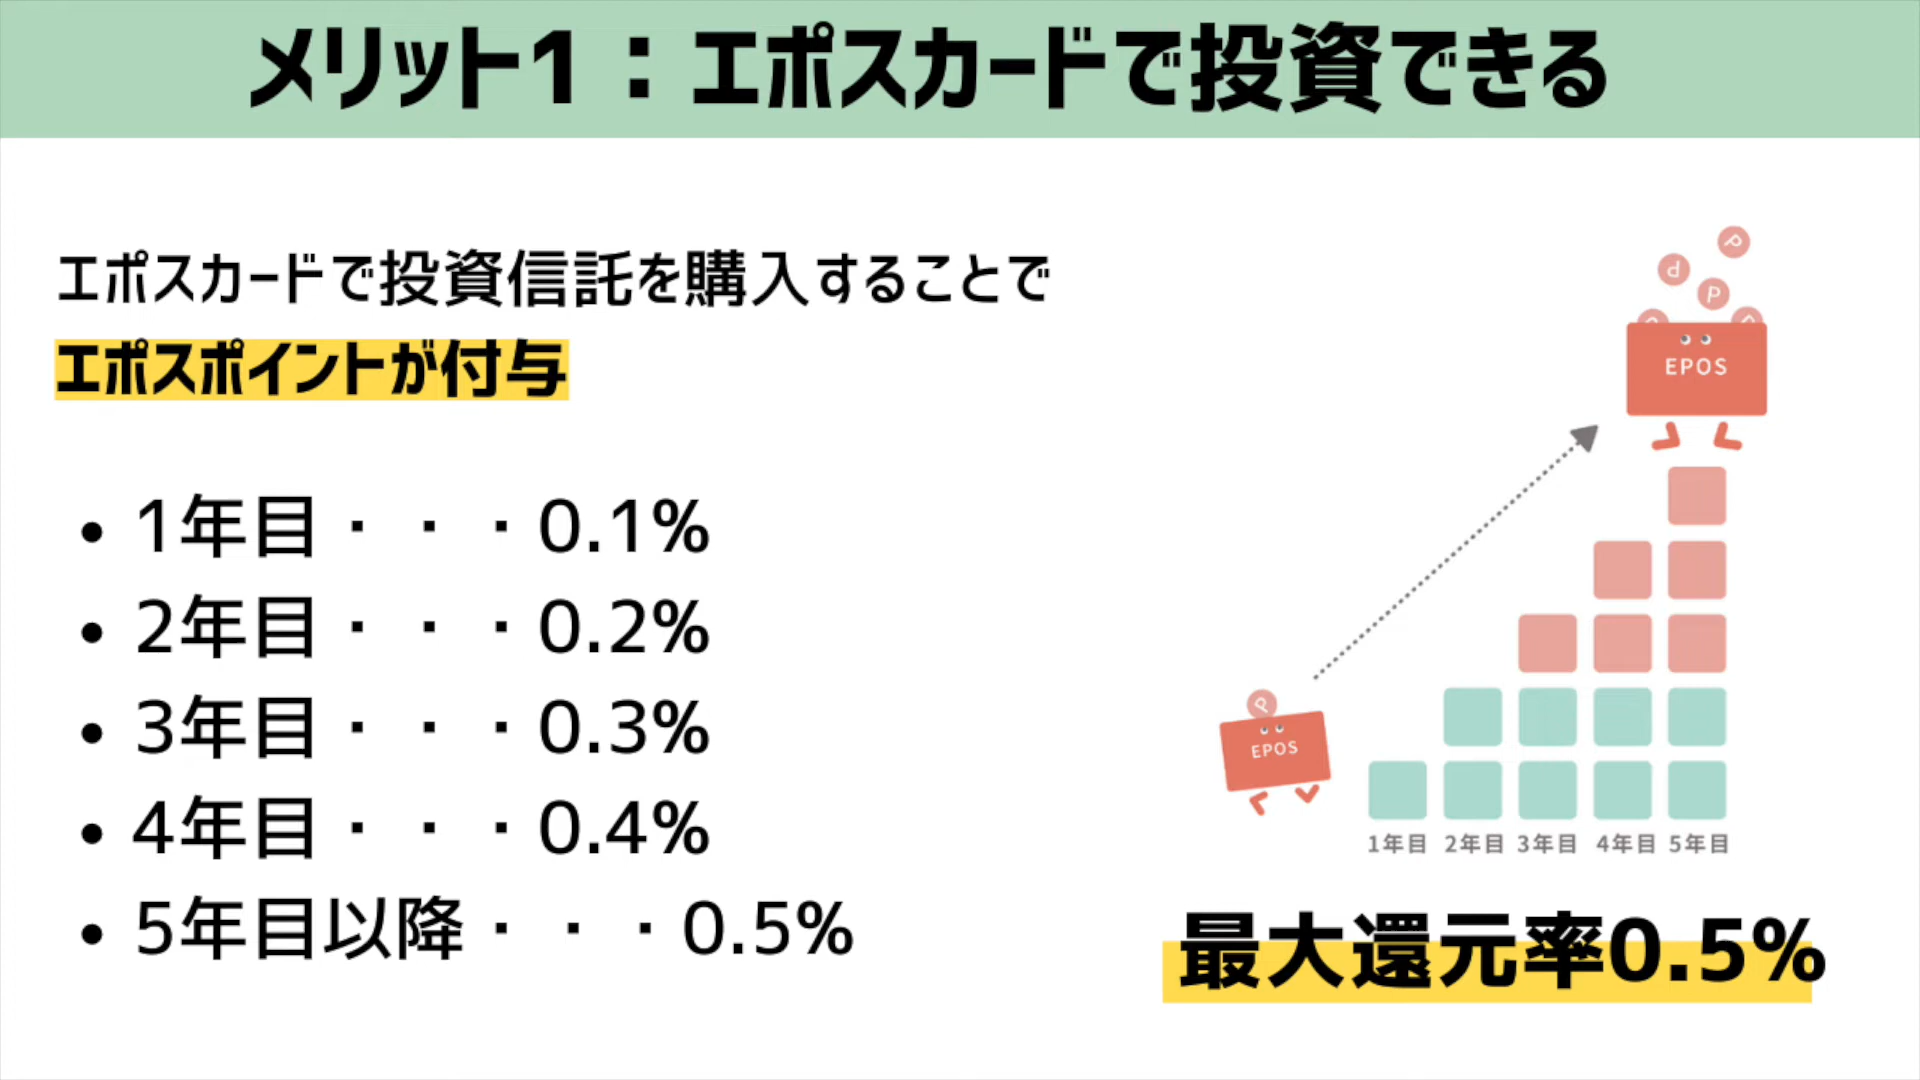 メリット1：エポスカードで投資できる
エポスカードで投資信託を購入することで
エポスポイントが付与
• 1年目・・・0.1%
• 2年目・・・0.2%
• 3年目・・・0.3%
• 4年目・・・0.4%
• 5年目以降・・・0.5%
P
P
P
EPOS
P
EPOS
1年目 2年目 3年目 4年目 5年目
最大還元率0.5%